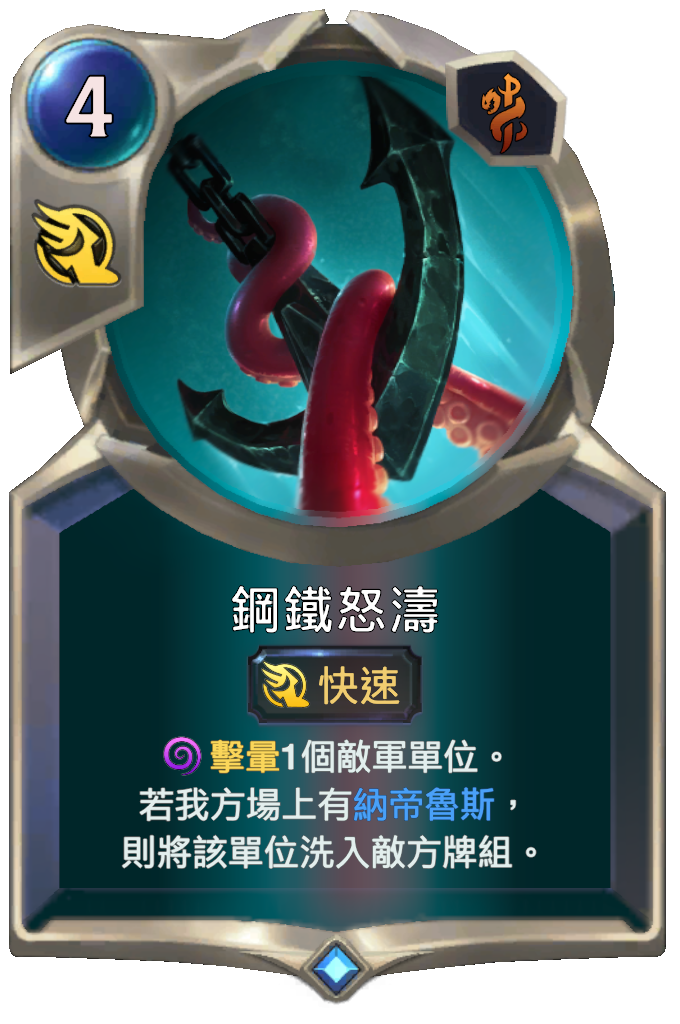 4
鋼鐵怒濤
快速
擊暈1個敵軍單位。
若我方場上有納帝魯斯，
則將該單位洗入敵方牌組。